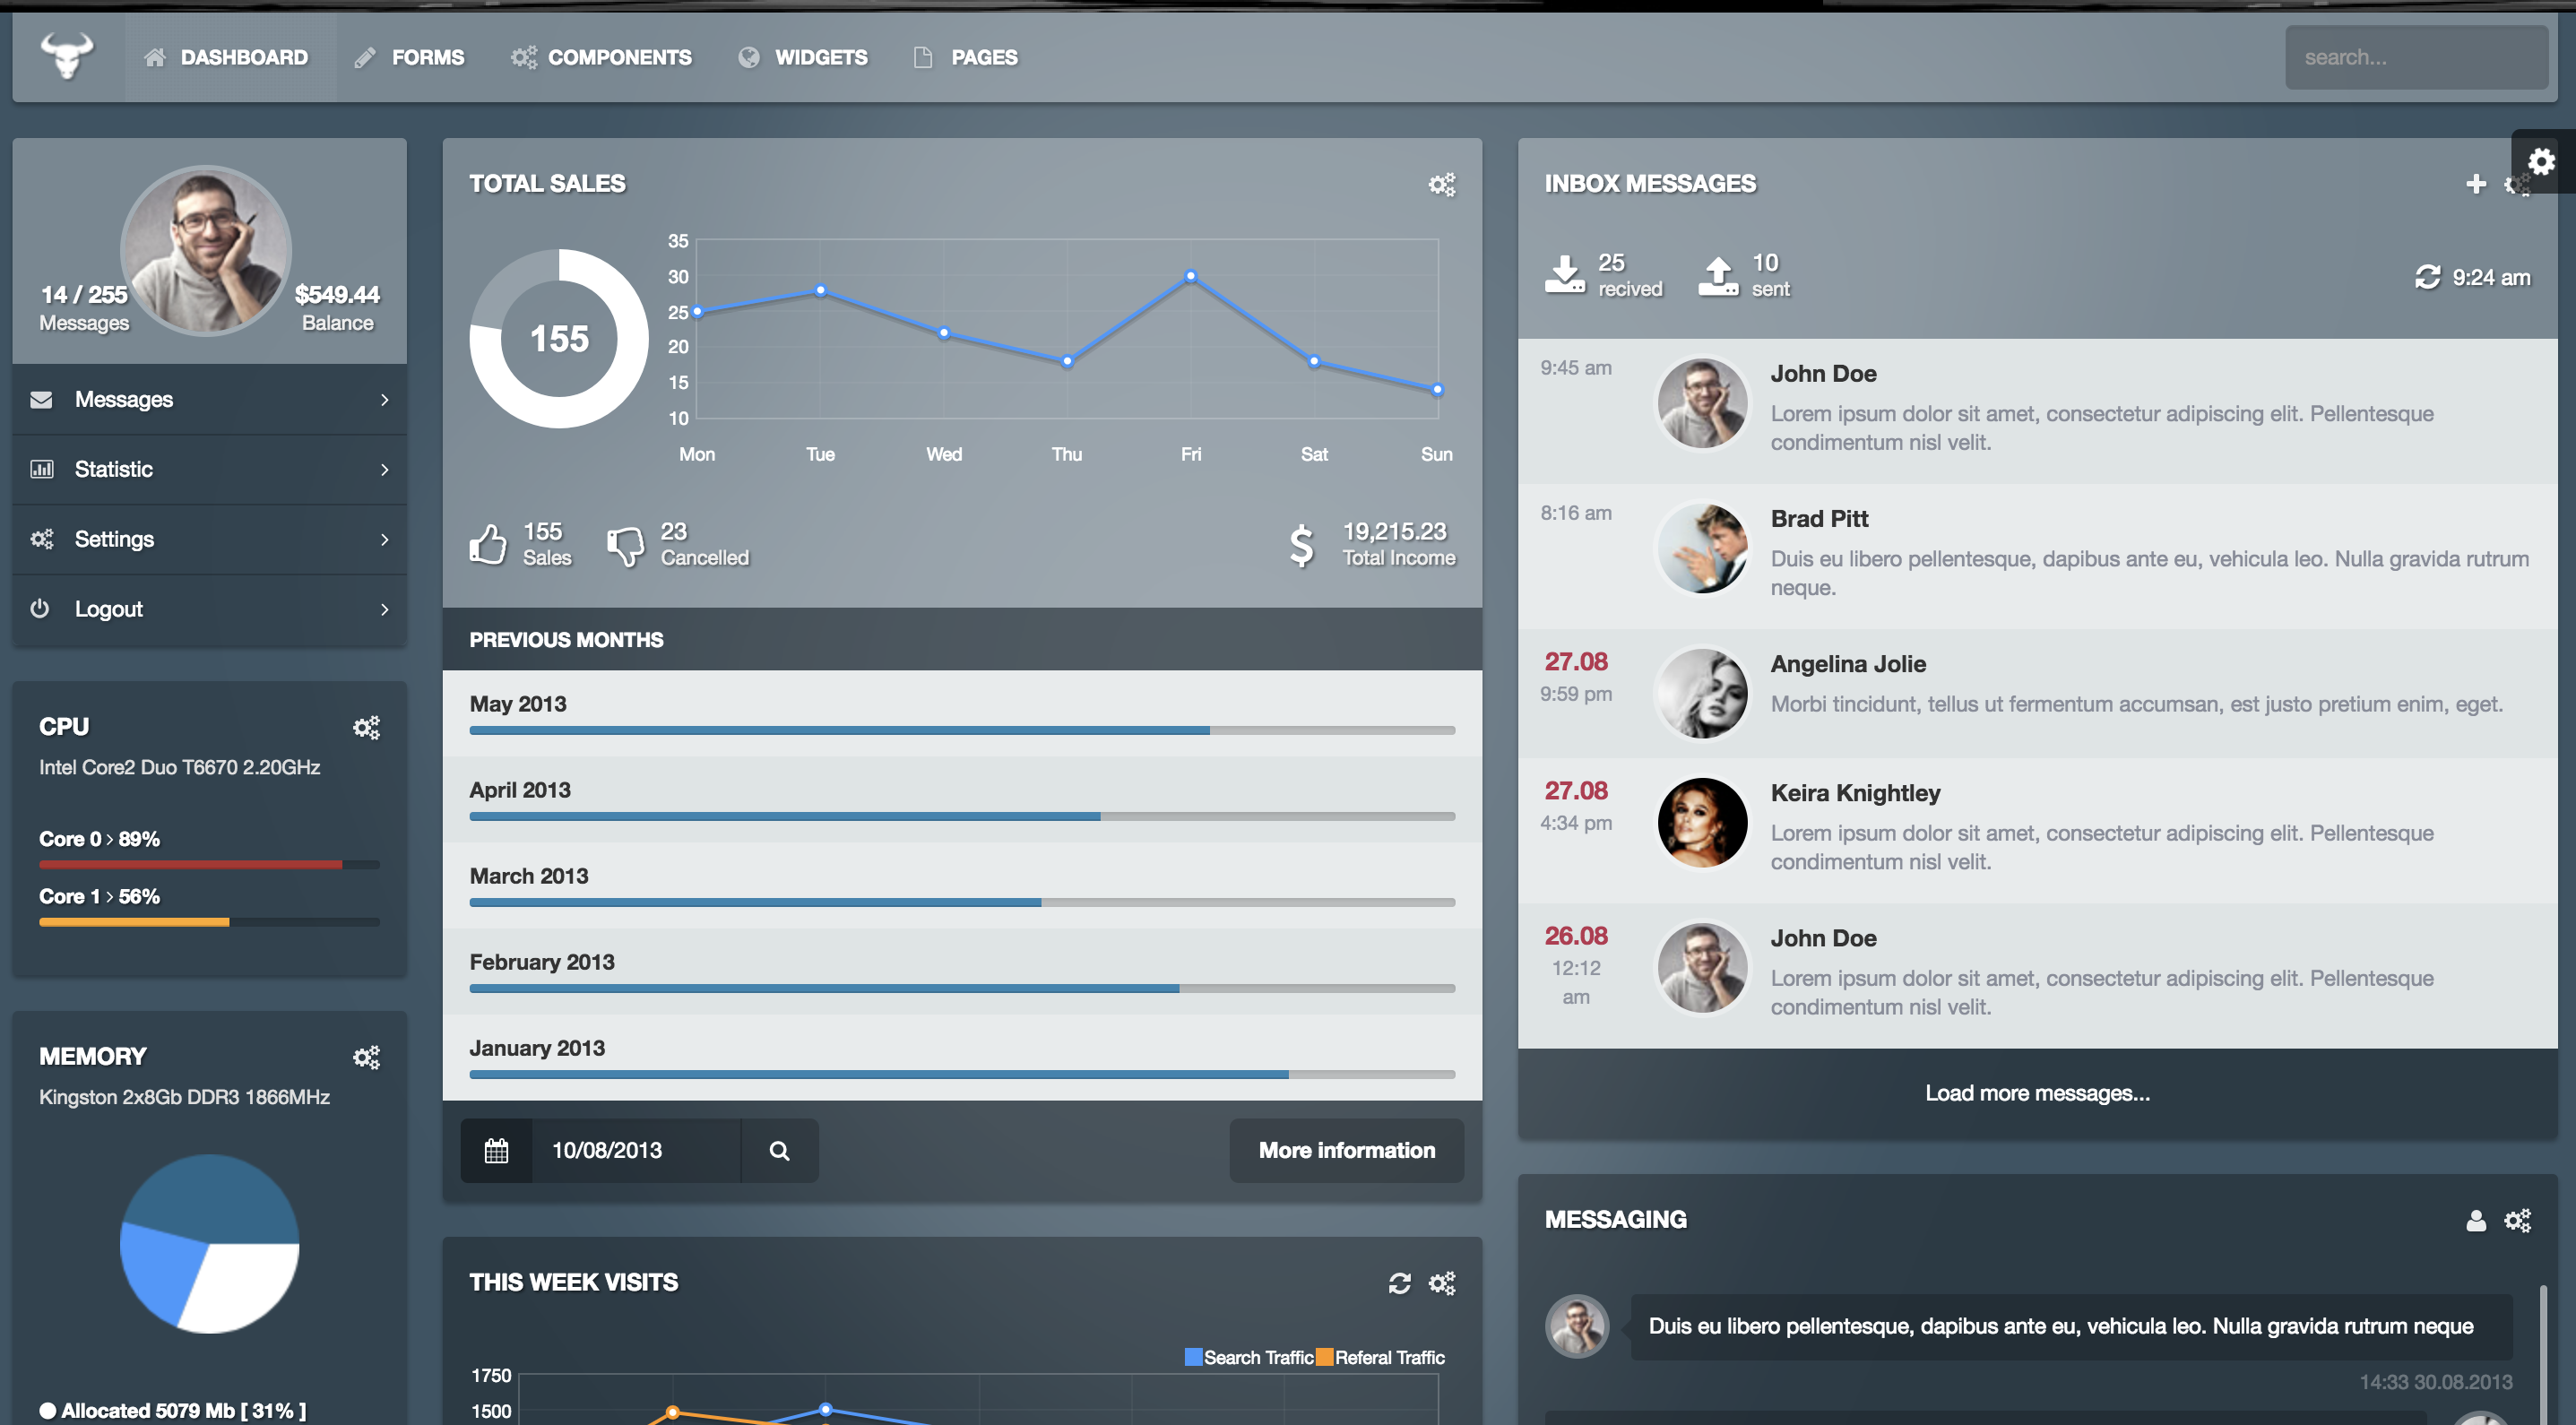 DASHBOARD
FORMS
COMPONENTS
WIDGETS
PAGES
search...
14 / 255
Messages
$549.44
Balance
Messages
Statistic
Settings
Logout
CPU
Intel Core2 Duo T6670 2.20GHz
Core 0 > 89%
Core 1 > 56%
MEMORY
Kingston 2x8Gb DDR3 1866MHz
Allocated 5079 Mb [ 31% ]
TOTAL SALES
155
35
30
25
20
15
10
Mon Tue Wed Thu Fri Sat Sun
155
Sales
23
Cancelled
19,215.23
Total Income
PREVIOUS MONTHS
May 2013
April 2013
March 2013
February 2013
January 2013
10/08/2013
More information
THIS WEEK VISITS
Search Traffic Referal Traffic
1750
1500
INBOX MESSAGES
25
recived
10
sent
9:24 am
9:45 am
John Doe
Lorem ipsum dolor sit amet, consectetur adipiscing elit. Pellentesque
condimentum nisl velit.
8:16 am
Brad Pitt
Duis eu libero pellentesque, dapibus ante eu, vehicula leo. Nulla gravida rutrum
neque.
27.08
9:59 pm
Angelina Jolie
Morbi tincidunt, tellus ut fermentum accumsan, est justo pretium enim, eget.
27.08
4:34 pm
Keira Knightley
Lorem ipsum dolor sit amet, consectetur adipiscing elit. Pellentesque
condimentum nisl velit.
26.08
12:12
am
John Doe
Lorem ipsum dolor sit amet, consectetur adipiscing elit. Pellentesque
condimentum nisl velit.
Load more messages...
MESSAGING
Duis eu libero pellentesque, dapibus ante eu, vehicula leo. Nulla gravida rutrum neque
14:33 30.08.2013